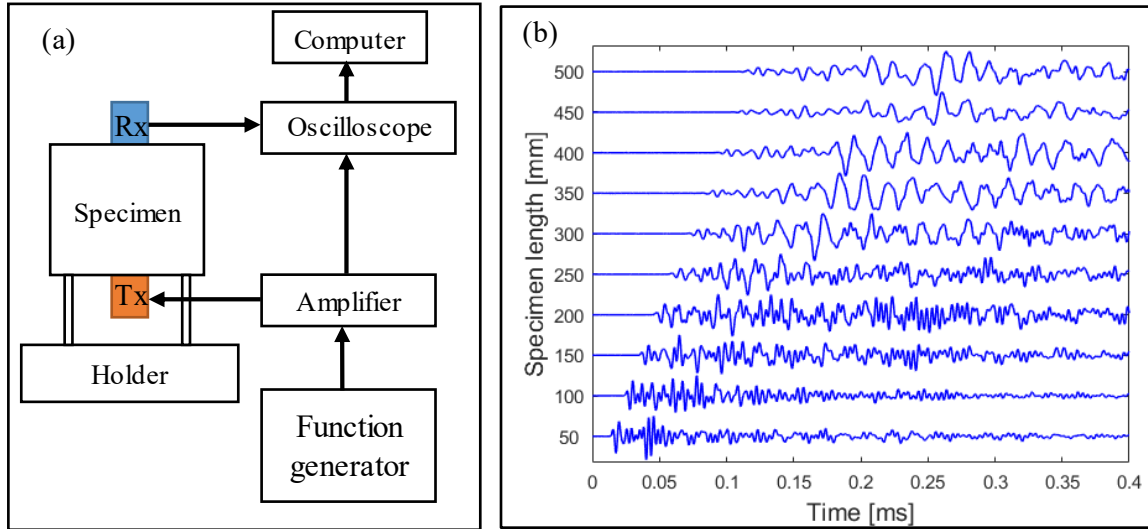 (a)
Computer
Rx
Oscilloscope
Specimen
Tx
Amplifier
Holder
Function
generator
(b)
Specimen length [mm]
500
450
400
350
300
250
200
150
100
50
0 0.05 0.1 0.15 0.2 0.25 0.3 0.35 0.4
Time [ms]